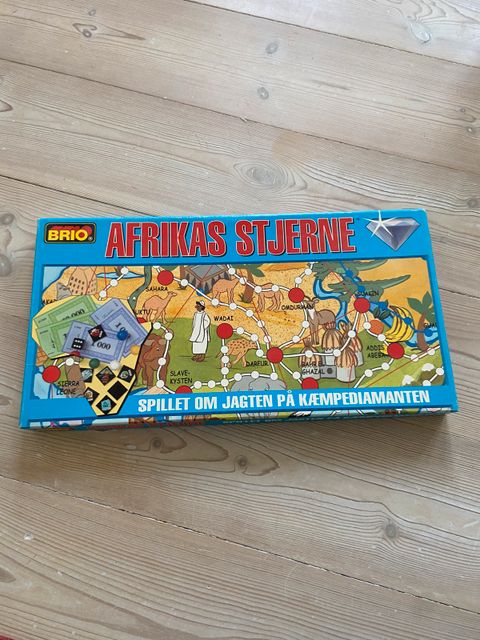 BRIO®
AFRIKAS STJERNE
SAHARA
WADAI
OMDURMAN
SUAKIN
DARFUR
BAHR EL
GHAZAL
ADDIS
ABEBA
SLAVE-
KYSTEN
SIERRA
LEONE
SPILLET OM JAGTEN PÅ KÆMPEDIAMANTEN